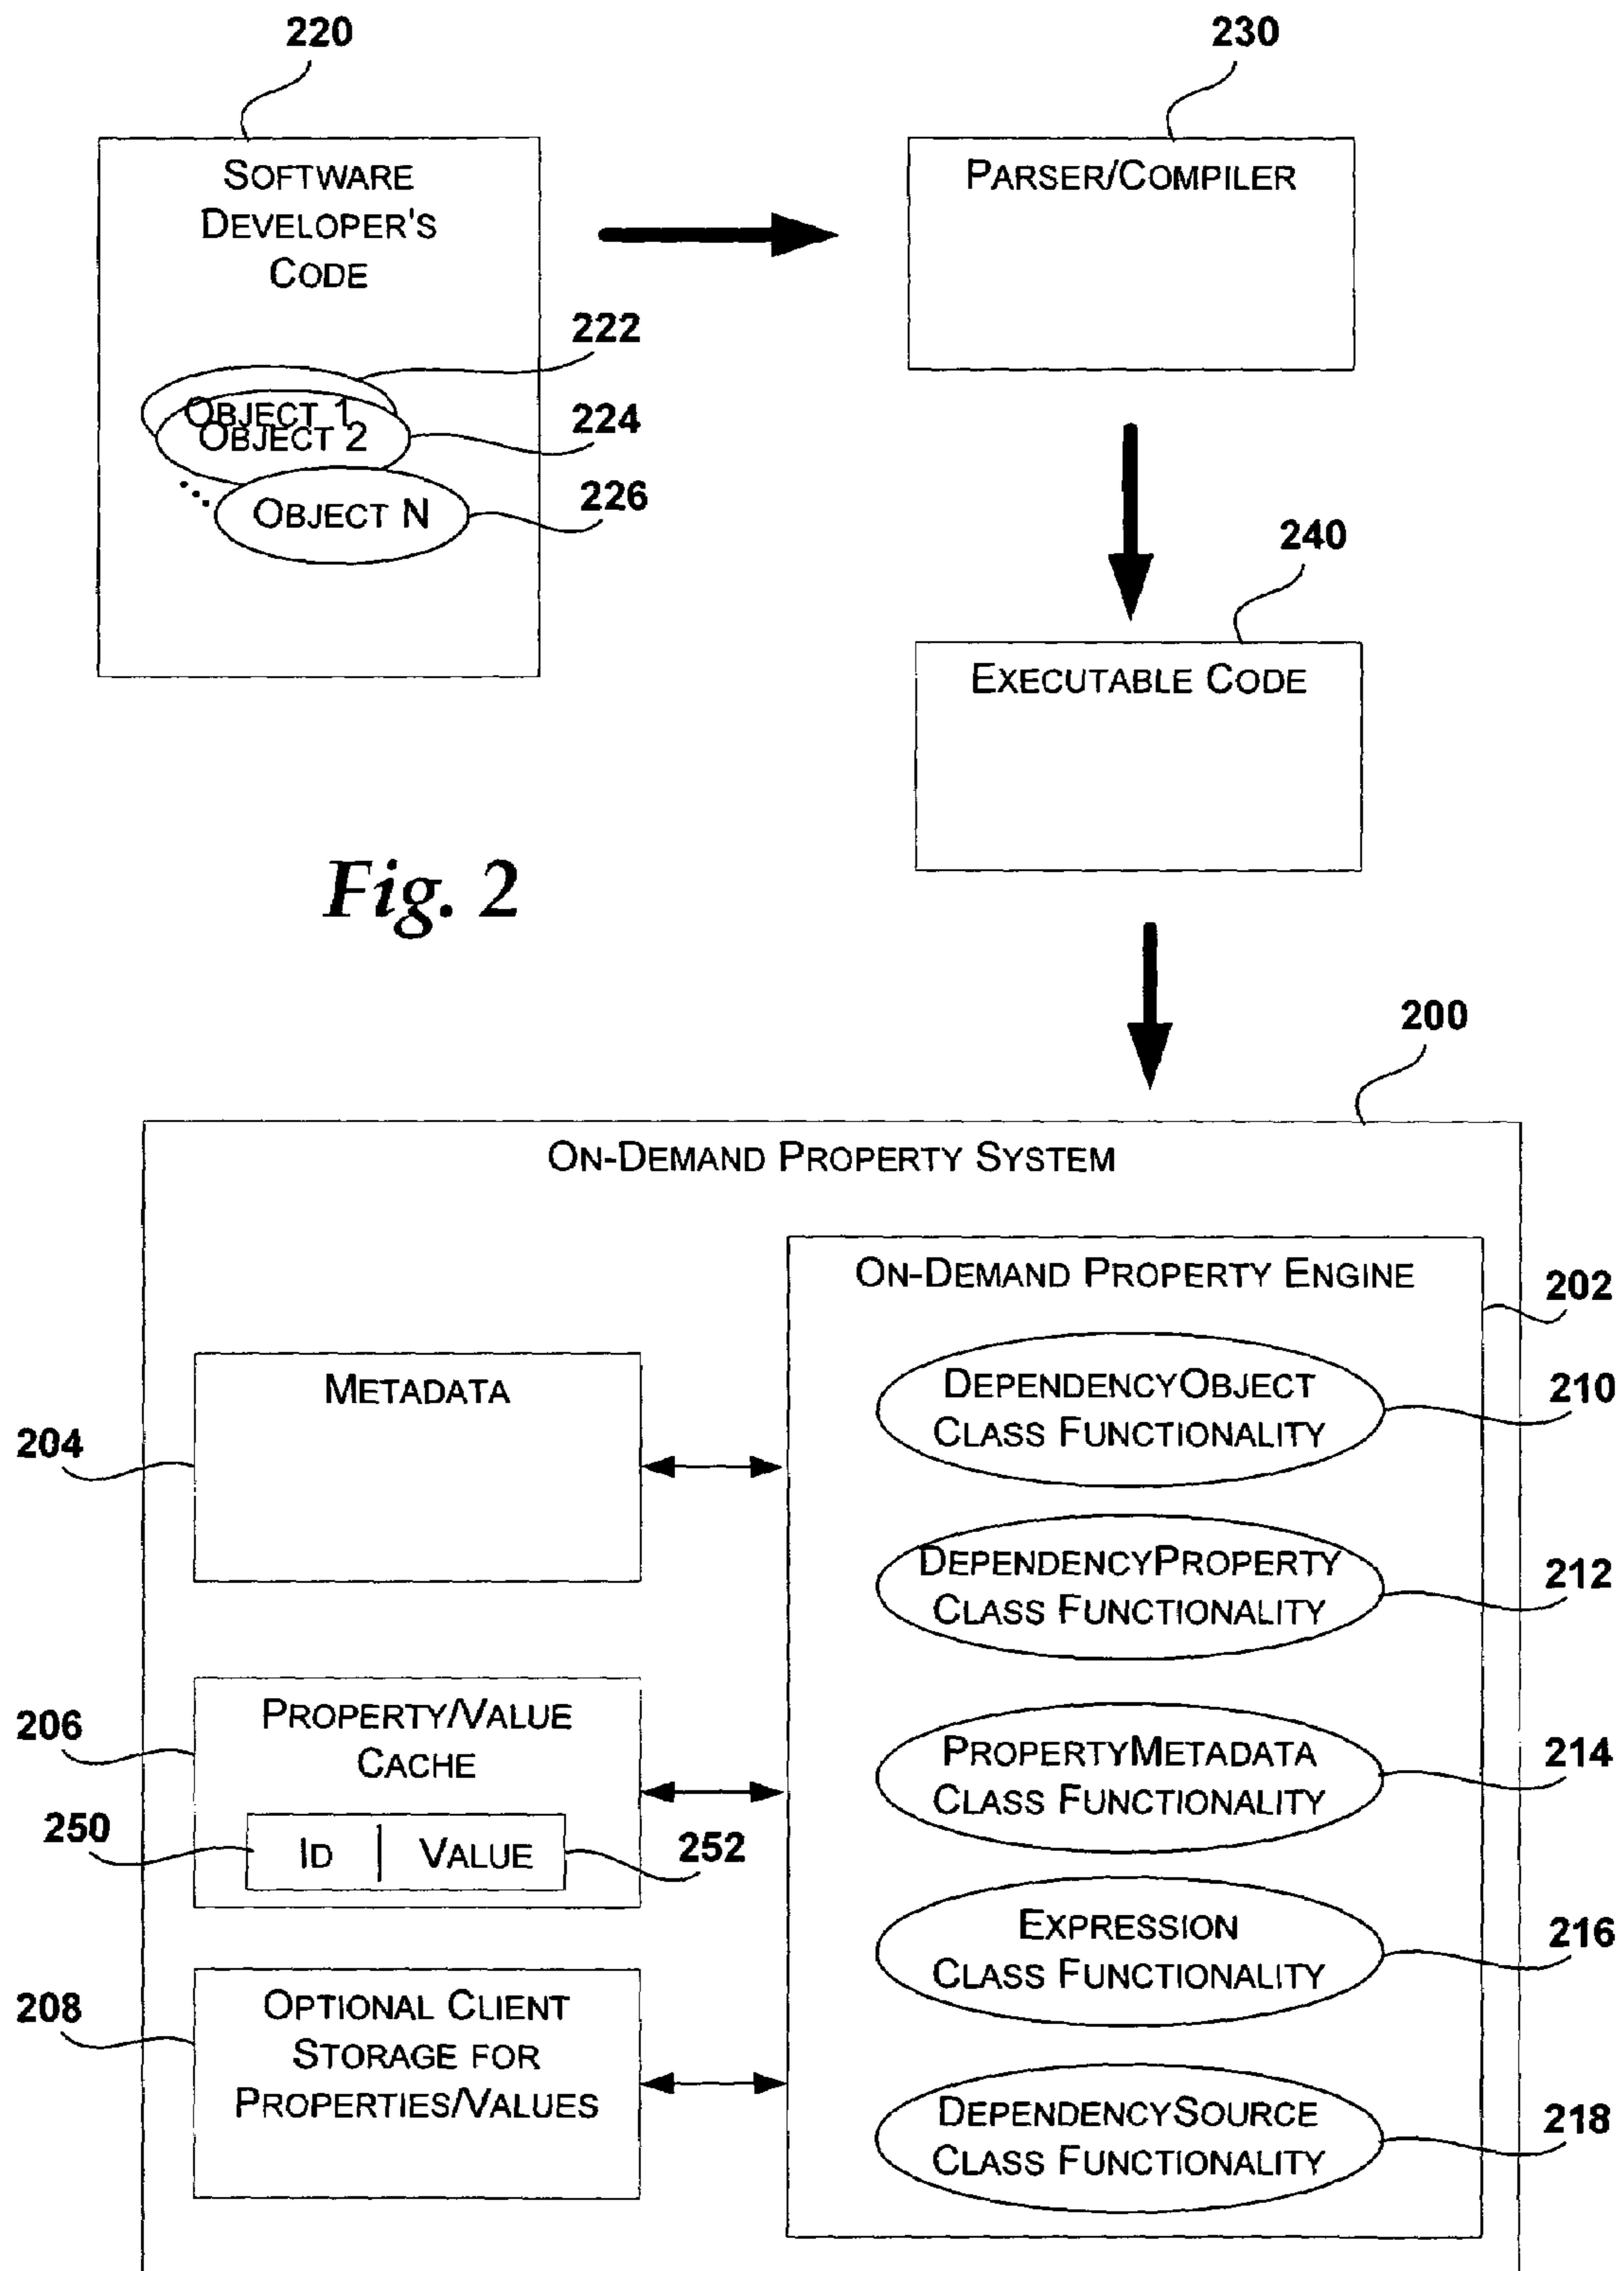 220
230
SOFTWARE
DEVELOPER'S
CODE
PARSER/COMPILER
222
OBJECT 1
OBJECT 2
224
OBJECT N
226
240
EXECUTABLE CODE
Fig. 2
200
ON-DEMAND PROPERTY SYSTEM
ON-DEMAND PROPERTY ENGINE
202
METADATA
204
DEPENDENCYOBJECT
CLASS FUNCTIONALITY
210
DEPENDENCYPROPERTY
CLASS FUNCTIONALITY
212
PROPERTY/VALUE
CACHE
206
250
ID | VALUE
252
PROPERTYMETADATA
CLASS FUNCTIONALITY
214
EXPRESSION
CLASS FUNCTIONALITY
216
208
OPTIONAL CLIENT
STORAGE FOR
PROPERTIES/VALUES
DEPENDENCYSOURCE
CLASS FUNCTIONALITY
218